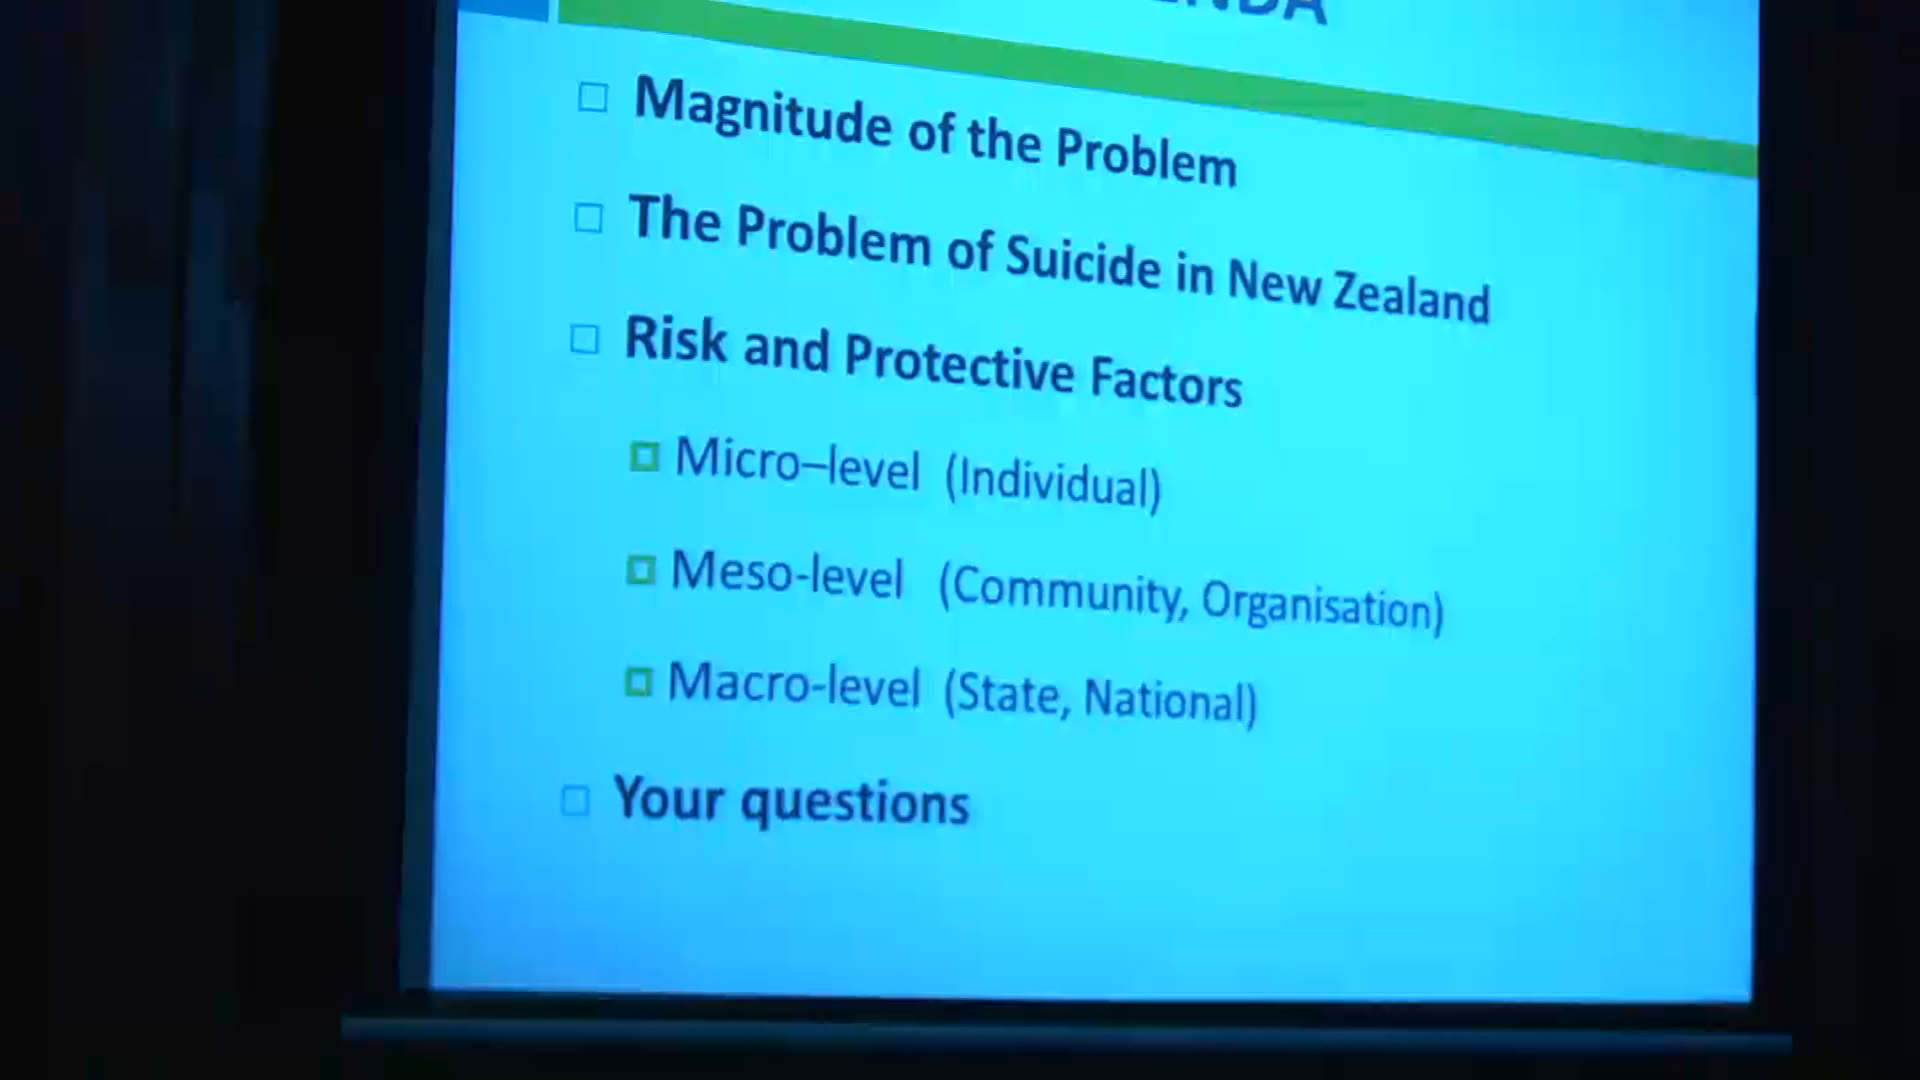 Magnitude of the Problem
The Problem of Suicide in New Zealand
Risk and Protective Factors
Micro–level (Individual)
Meso-level (Community, Organisation)
Macro-level (State, National)
Your questions